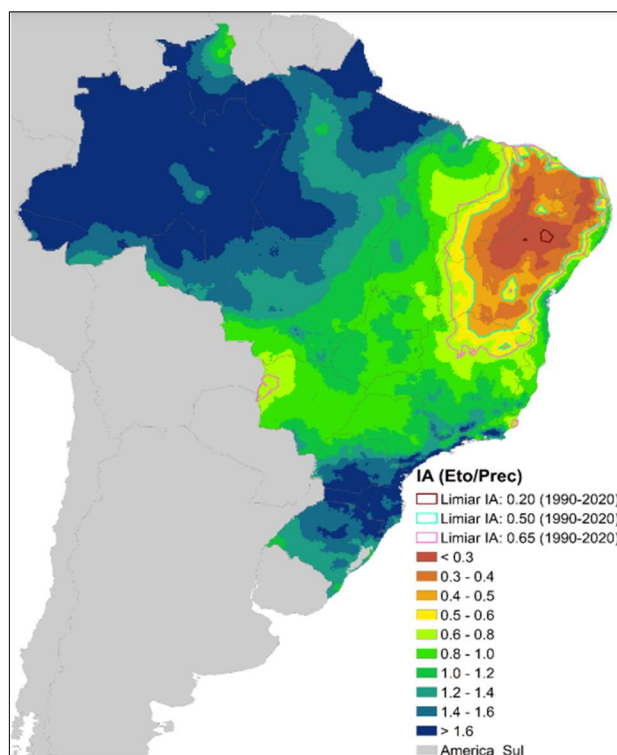 IA (Eto/Prec)
Limiar IA: 0.20 (1990-2020)
Limiar IA: 0.50 (1990-2020)
Limiar IA: 0.65 (1990-2020)
< 0.3
0.3 - 0.4
0.4 - 0.5
0.5 - 0.6
0.6 - 0.8
0.8 - 1.0
1.0 - 1.2
1.2 - 1.4
1.4 - 1.6
> 1.6
America_Sul